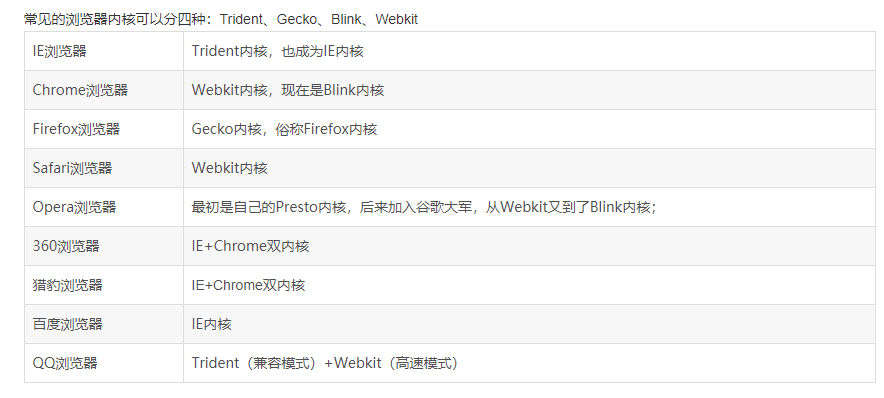 常见的浏览器内核可以分四种：Trident、Gecko、Blink、Webkit
IE浏览器 Trident内核，也成为IE内核
Chrome浏览器 Webkit内核，现在是Blink内核
Firefox浏览器 Gecko内核，俗称Firefox内核
Safari浏览器 Webkit内核
Opera浏览器 最初是自己的Presto内核，后来加入谷歌大军，从Webkit又到了Blink内核；
360浏览器 IE+Chrome双内核
猎豹浏览器 IE+Chrome双内核
百度浏览器 IE内核
QQ浏览器 Trident（兼容模式）+Webkit（高速模式）